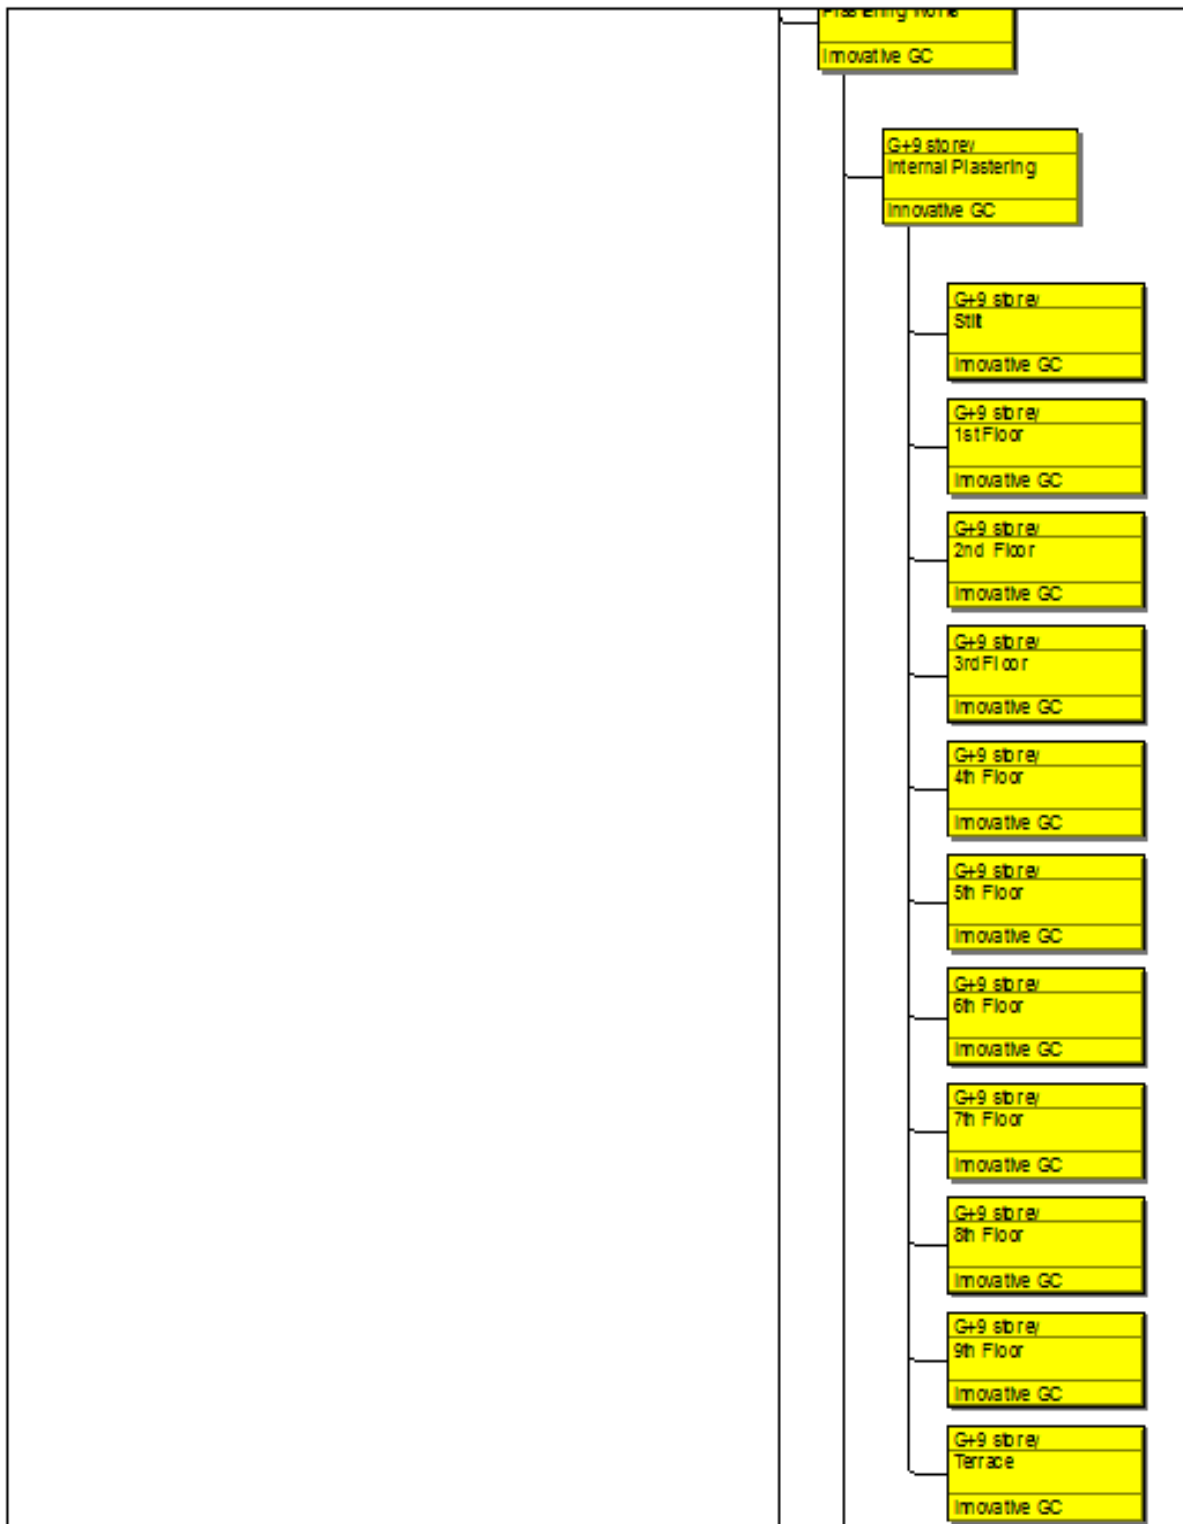 Plastering Works
Innovative GC
G+9 storey
Internal Plastering
Innovative GC
G+9 storey
Stilt
Innovative GC
G+9 storey
1st Floor
Innovative GC
G+9 storey
2nd Floor
Innovative GC
G+9 storey
3rd Floor
Innovative GC
G+9 storey
4th Floor
Innovative GC
G+9 storey
5th Floor
Innovative GC
G+9 storey
6th Floor
Innovative GC
G+9 storey
7th Floor
Innovative GC
G+9 storey
8th Floor
Innovative GC
G+9 storey
9th Floor
Innovative GC
G+9 storey
Terrace
Innovative GC